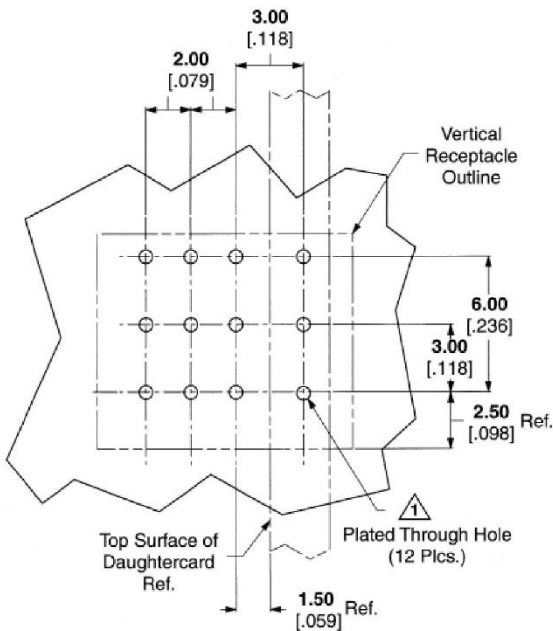 3.00
[.118]
2.00
[.079]
Vertical
Receptacle
Outline
6.00
[.236]
3.00
[.118]
2.50 Ref.
[.098]
1
Top Surface of
Daughtercard
Ref.
Plated Through Hole
(12 Plcs.)
1.50 Ref.
[.059]